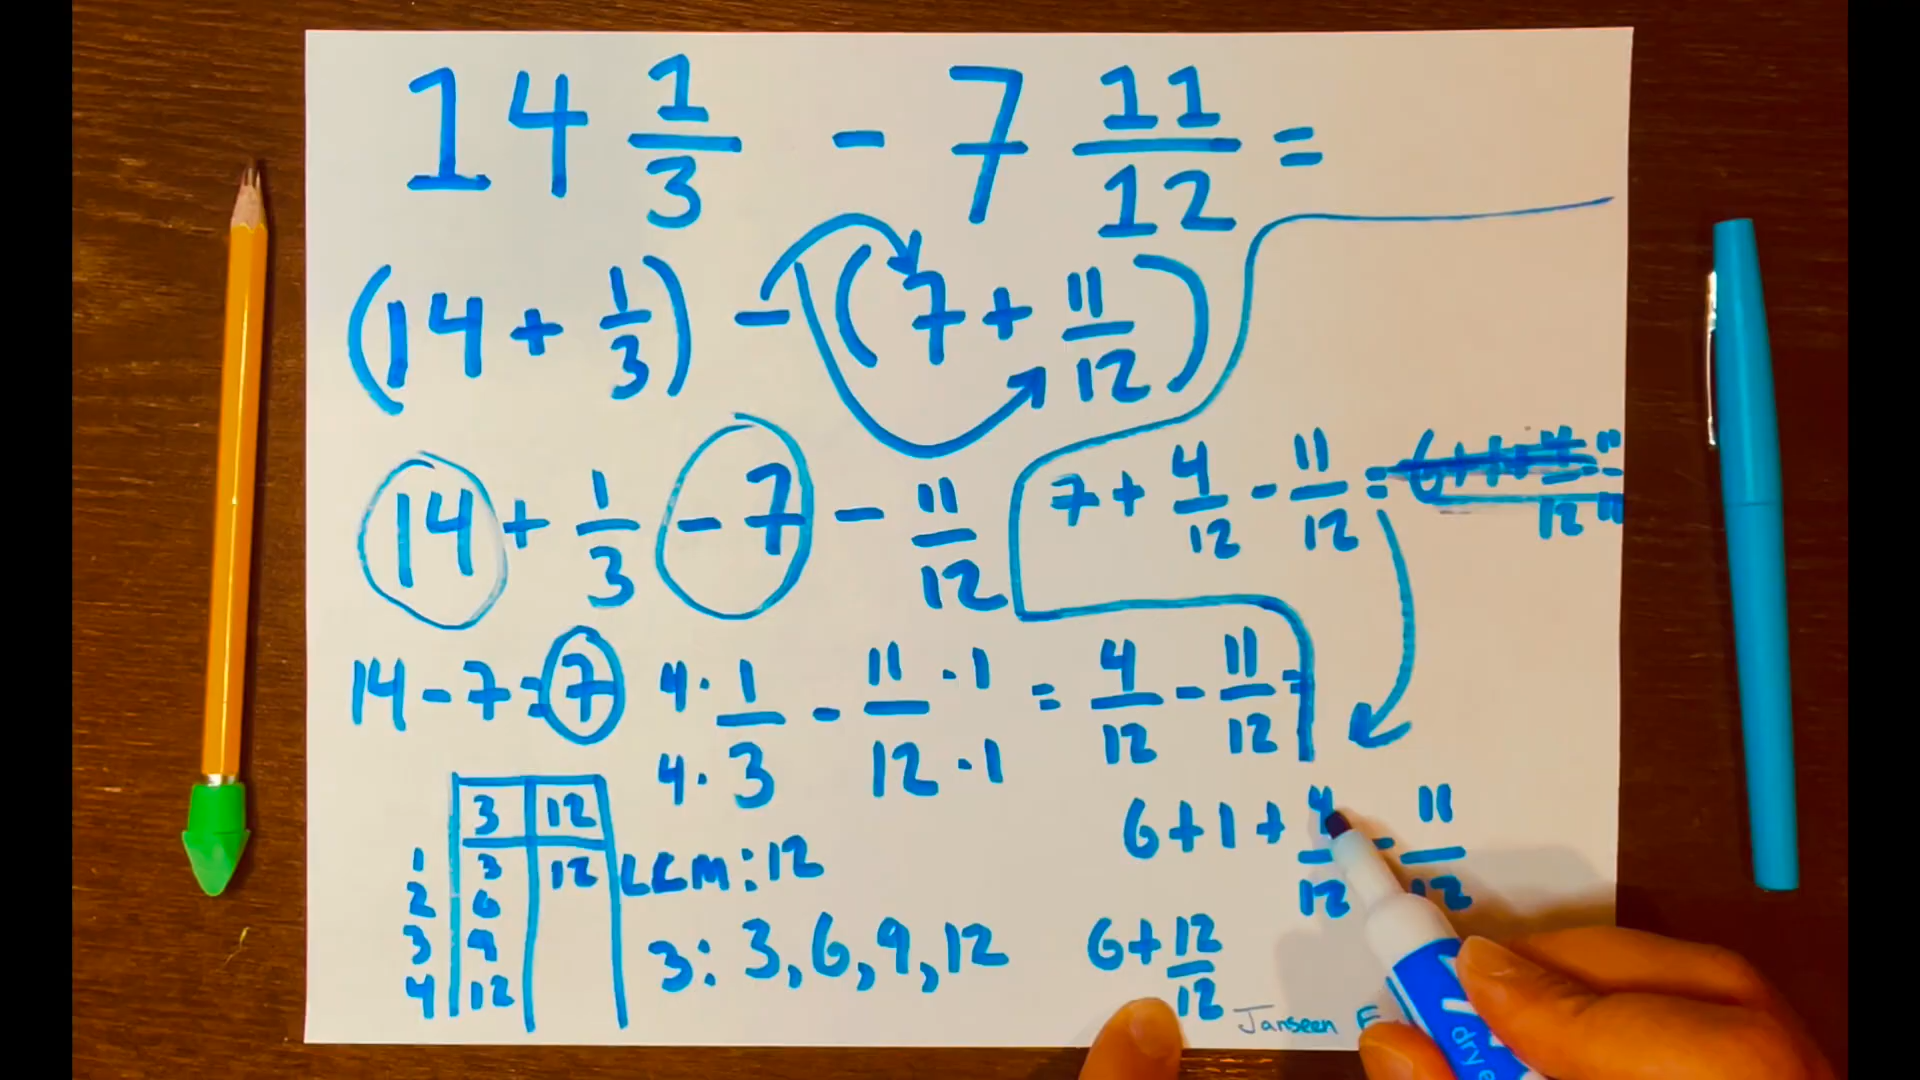 14 1/3 - 7 11/12 =
(14 + 1/3) - (7 + 11/12)
14 + 1/3 - 7 - 11/12
7 + 4/12 - 11/12 =
14 - 7 = 7
4 · 1 / 4 · 3 - 11 · 1 / 12 · 1 = 4/12 - 11/12 =
6 + 1 + 4/12 - 11/12
3 12
1 3 12
2 6
3 9
4 12
LCM: 12
3: 3, 6, 9, 12
6 + 12/12
Janseen F
dry e